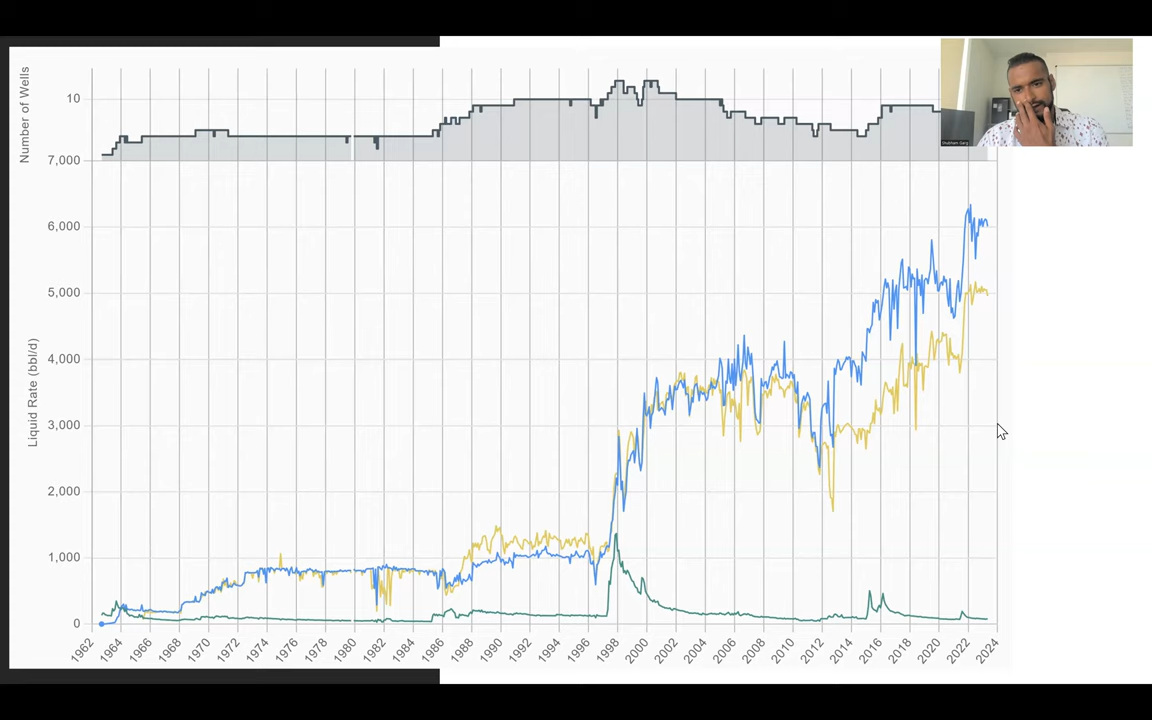 Number of Wells
10
7,000
6,000
5,000
4,000
3,000
2,000
1,000
0
Liquid Rate (bbl/d)
1962 1964 1966 1968 1970 1972 1974 1976 1978 1980 1982 1984 1986 1988 1990 1992 1994 1996 1998 2000 2002 2004 2006 2008 2010 2012 2014 2016 2018 2020 2022 2024
Shubham Garg